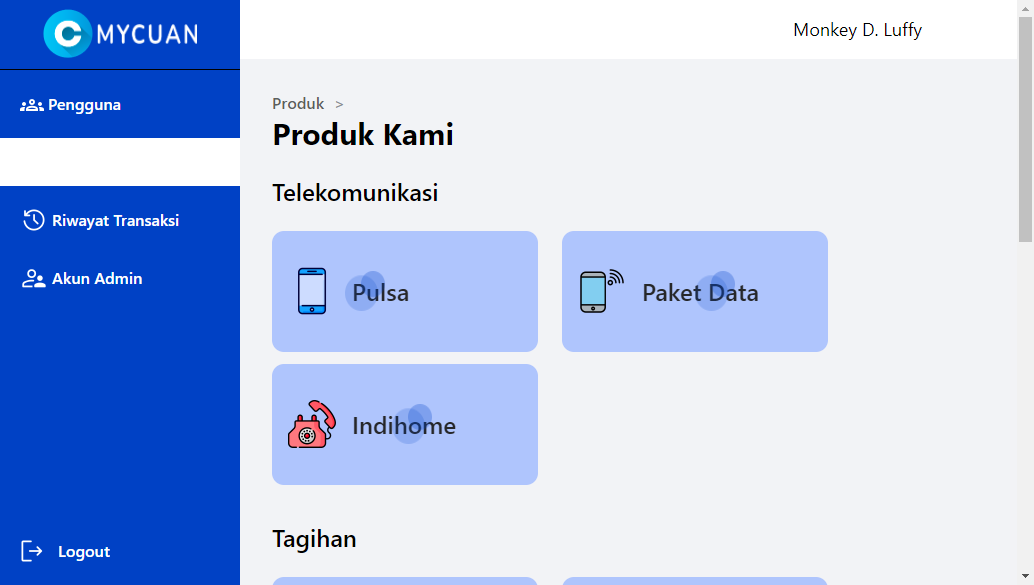 MYCUAN
Monkey D. Luffy
Pengguna
Riwayat Transaksi
Akun Admin
Logout
Produk >
Produk Kami
Telekomunikasi
Pulsa
Paket Data
Indihome
Tagihan